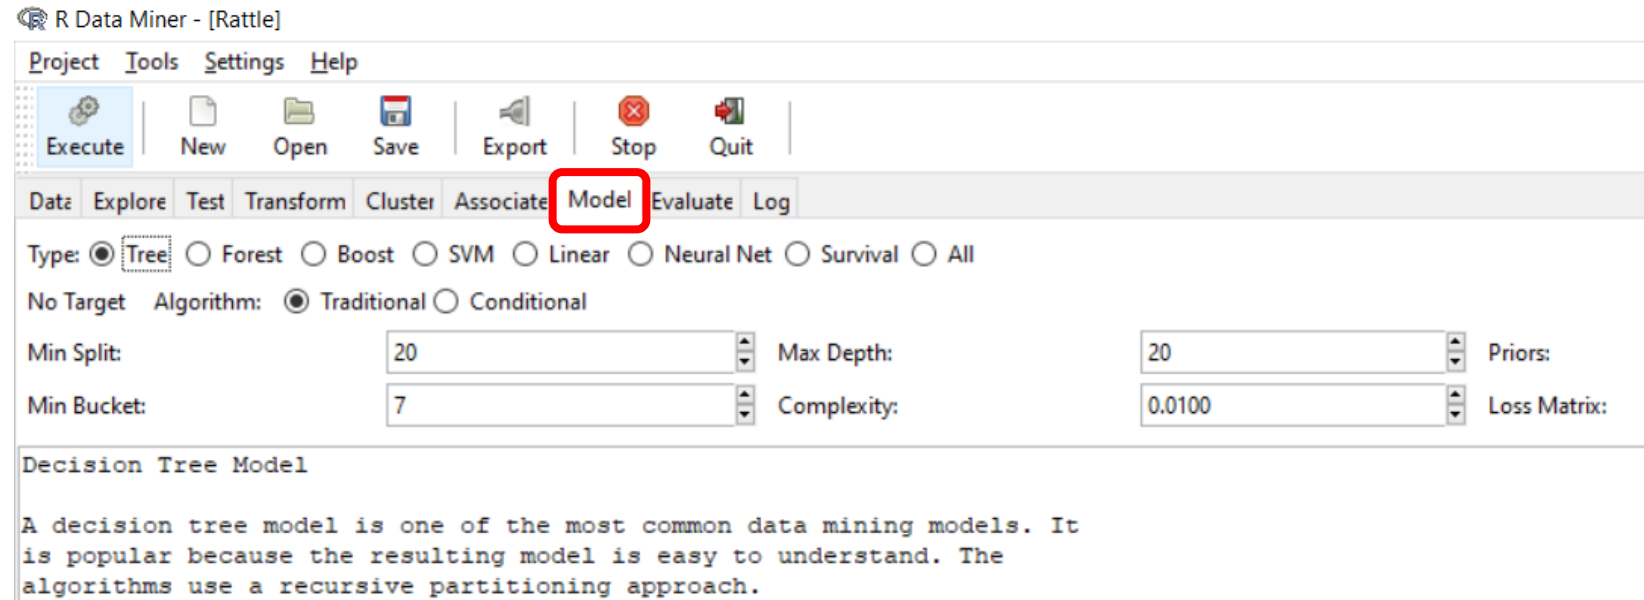 R Data Miner - [Rattle]
Project Tools Settings Help
Execute New Open Save Export Stop Quit
Data Explore Test Transform Cluster Associate Model Evaluate Log
Type: Tree Forest Boost SVM Linear Neural Net Survival All
No Target Algorithm: Traditional Conditional
Min Split: 20 Max Depth: 20 Priors:
Min Bucket: 7 Complexity: 0.0100 Loss Matrix:
Decision Tree Model
A decision tree model is one of the most common data mining models. It
is popular because the resulting model is easy to understand. The
algorithms use a recursive partitioning approach.